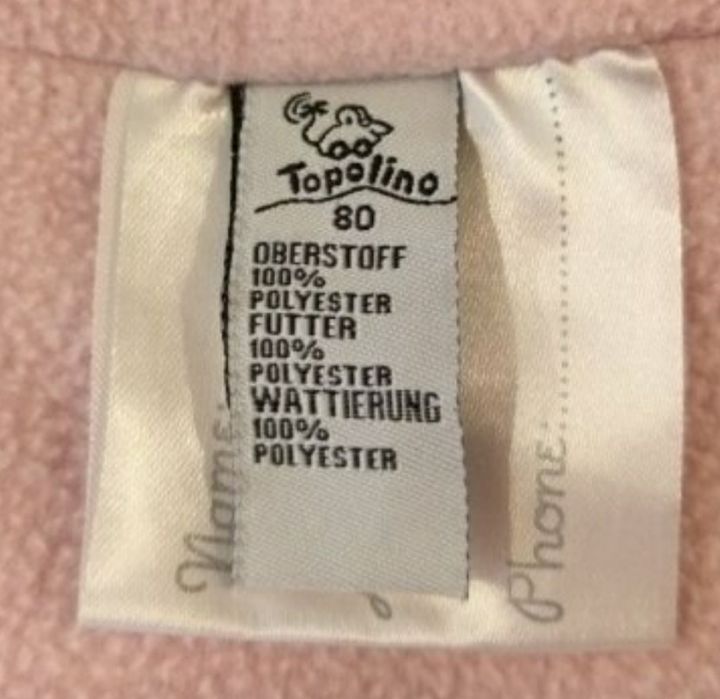 Topolino
80
OBERSTOFF
100%
POLYESTER
FUTTER
100%
POLYESTER
WATTIERUNG
100%
POLYESTER
Name:
Phone: